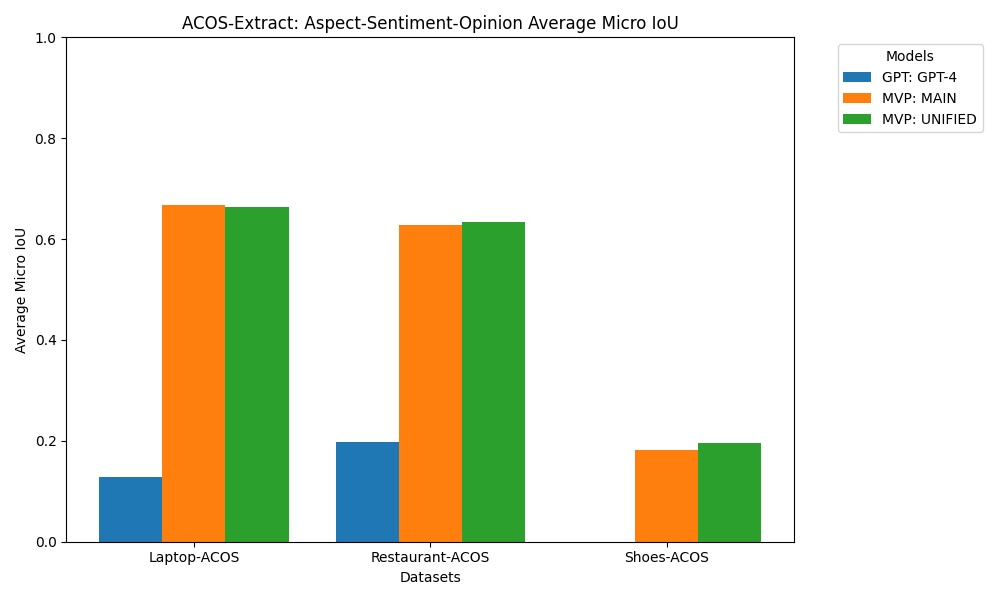 ACOS-Extract: Aspect-Sentiment-Opinion Average Micro IoU
Models
GPT: GPT-4
MVP: MAIN
MVP: UNIFIED
Average Micro IoU
1.0
0.8
0.6
0.4
0.2
0.0
Laptop-ACOS
Restaurant-ACOS
Shoes-ACOS
Datasets